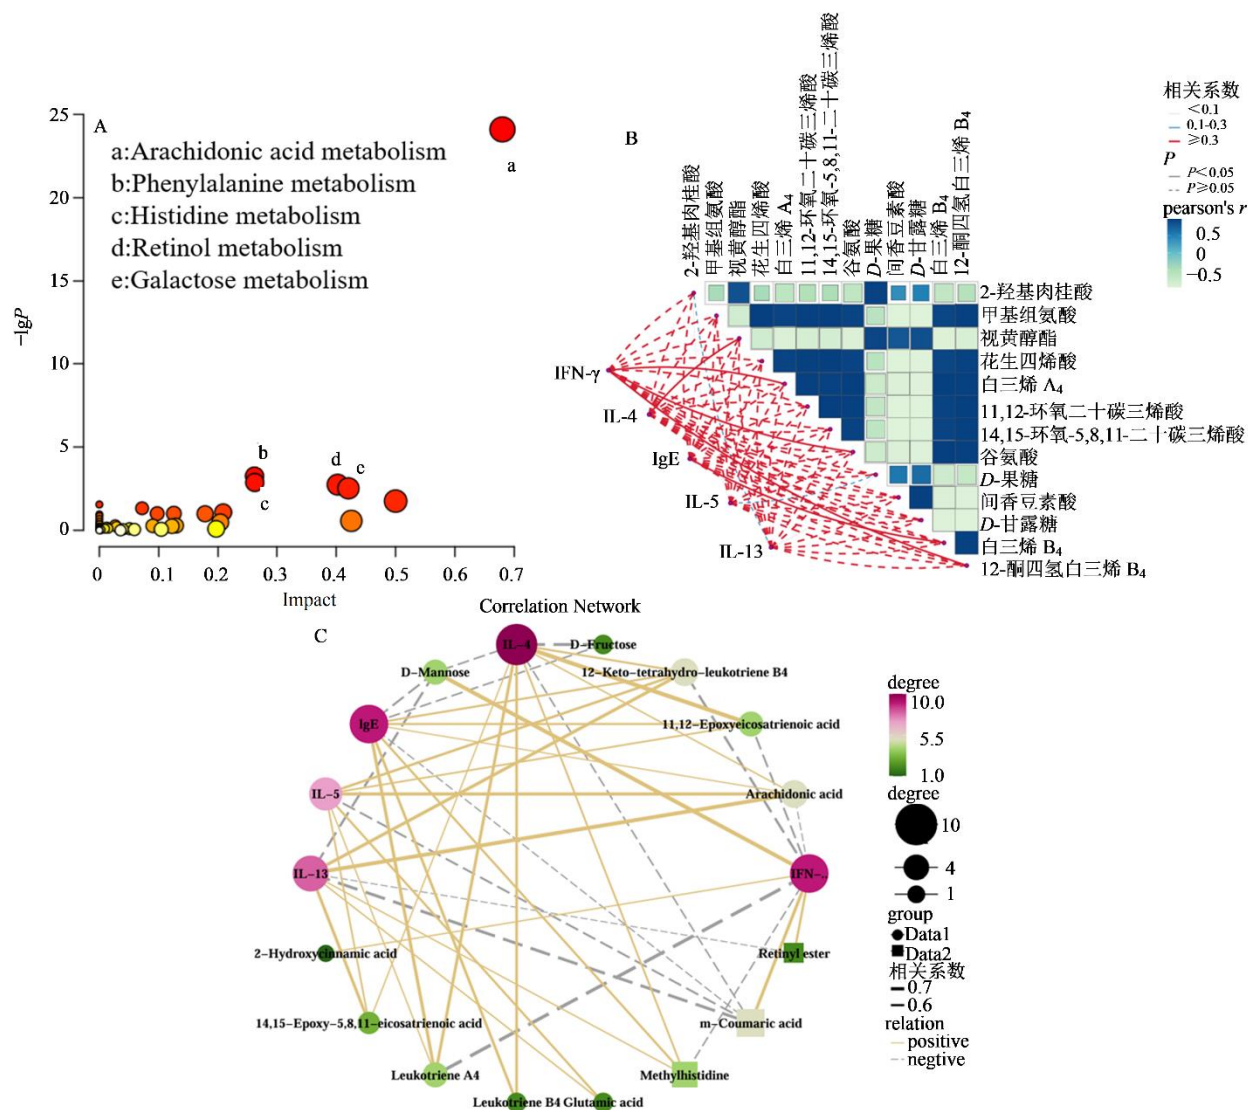 A
a:Arachidonic acid metabolism
b:Phenylalanine metabolism
c:Histidine metabolism
d:Retinol metabolism
e:Galactose metabolism
25
20
15
10
5
0
−lgP
a
b
c
d
e
0
0.1
0.2
0.3
0.4
0.5
0.6
0.7
Impact
B
2-羟基肉桂酸
甲基组氨酸
视黄醇酯
花生四烯酸
白三烯 A₄
11,12-环氧二十碳三烯酸
14,15-环氧-5,8,11-二十碳三烯酸
谷氨酸
D-果糖
间香豆素酸
D-甘露糖
白三烯 B₄
12-酮四氢白三烯 B₄
2-羟基肉桂酸
甲基组氨酸
视黄醇酯
花生四烯酸
白三烯 A₄
11,12-环氧二十碳三烯酸
14,15-环氧-5,8,11-二十碳三烯酸
谷氨酸
D-果糖
间香豆素酸
D-甘露糖
白三烯 B₄
12-酮四氢白三烯 B₄
IFN-γ
IL-4
IgE
IL-5
IL-13
相关系数
<0.1
0.1-0.3
≥0.3
P
P<0.05
P≥0.05
pearson's r
0.5
0
−0.5
C
Correlation Network
IL−4
D−Fructose
D−Mannose
12−Keto−tetrahydro−leukotriene B4
IgE
11,12−Epoxyeicosatrienoic acid
IL−5
Arachidonic acid
IL−13
IFN−..
2−Hydroxycinnamic acid
Retinyl ester
14,15−Epoxy−5,8,11−eicosatrienoic acid
m−Coumaric acid
Leukotriene A4
Methylhistidine
Leukotriene B4
Glutamic acid
degree
10.0
5.5
1.0
degree
10
4
1
group
Data1
Data2
相关系数
0.7
0.6
relation
positive
negtive